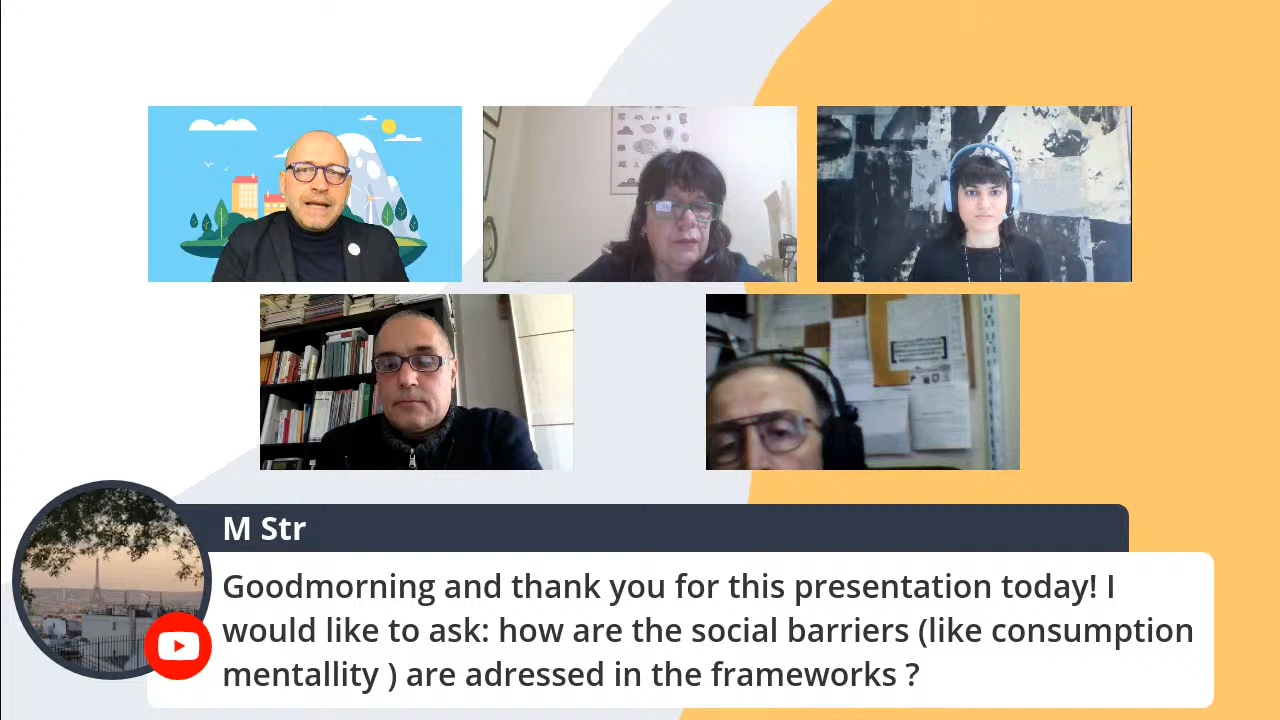 M Str
Goodmorning and thank you for this presentation today! I
would like to ask: how are the social barriers (like consumption
mentallity ) are adressed in the frameworks ?